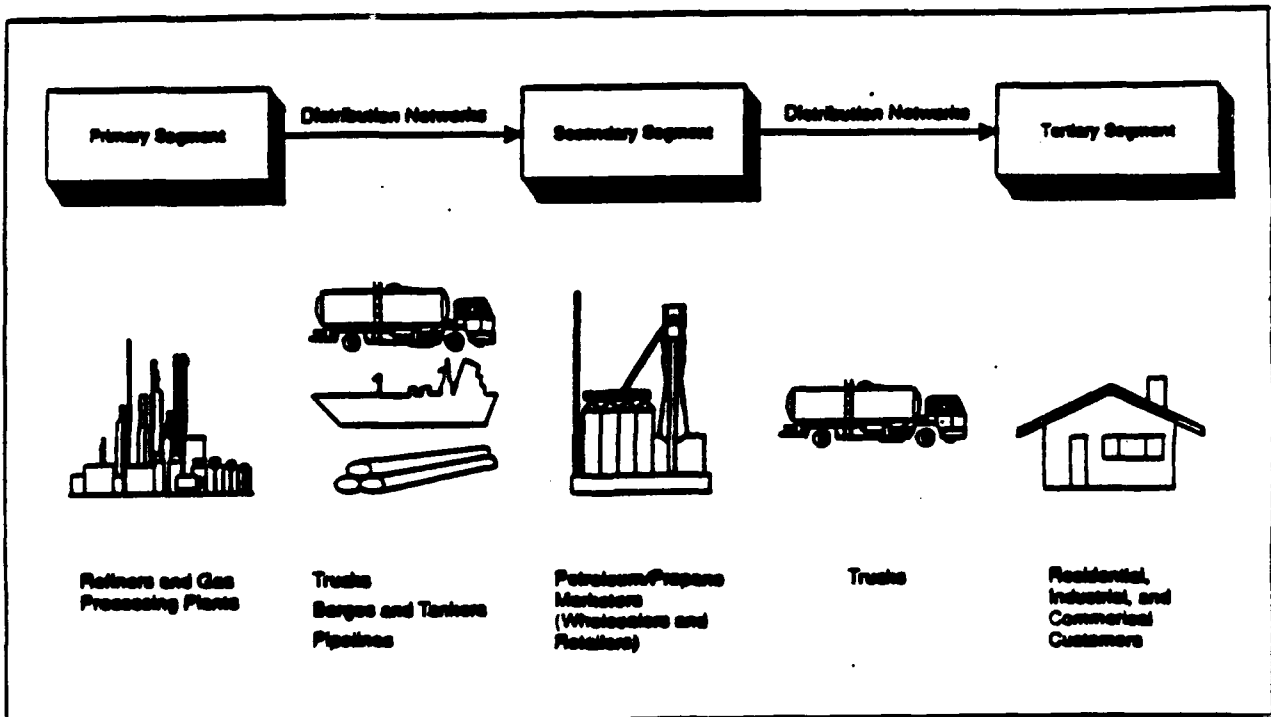 Primary Segment
Distribution Networks
Secondary Segment
Distribution Networks
Tertiary Segment
Refiners and Gas
Processing Plants
Trucks
Barges and Tankers
Pipelines
Petroleum/Propane
Marketers
(Wholesalers and
Retailers)
Trucks
Residential,
Industrial, and
Commerical
Customers